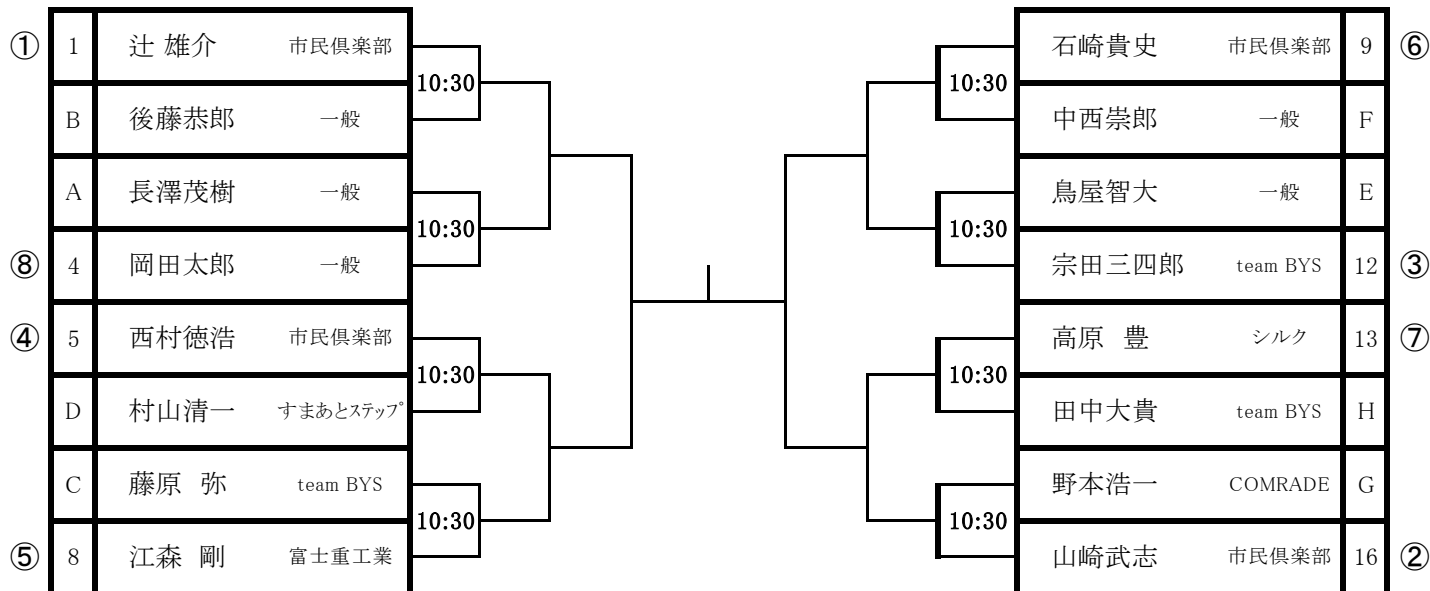 ① 1 辻 雄介 市民倶楽部
10:30
B 後藤恭郎 一般
A 長澤茂樹 一般
10:30
⑧ 4 岡田太郎 一般
④ 5 西村徳浩 市民倶楽部
10:30
D 村山清一 すまあとステップ
C 藤原 弥 team BYS
10:30
⑤ 8 江森 剛 富士重工業
石崎貴史 市民倶楽部 9 ⑥
10:30
中西崇郎 一般 F
鳥屋智大 一般 E
10:30
宗田三四郎 team BYS 12 ③
高原 豊 シルク 13 ⑦
10:30
田中大貴 team BYS H
野本浩一 COMRADE G
10:30
山崎武志 市民倶楽部 16 ②